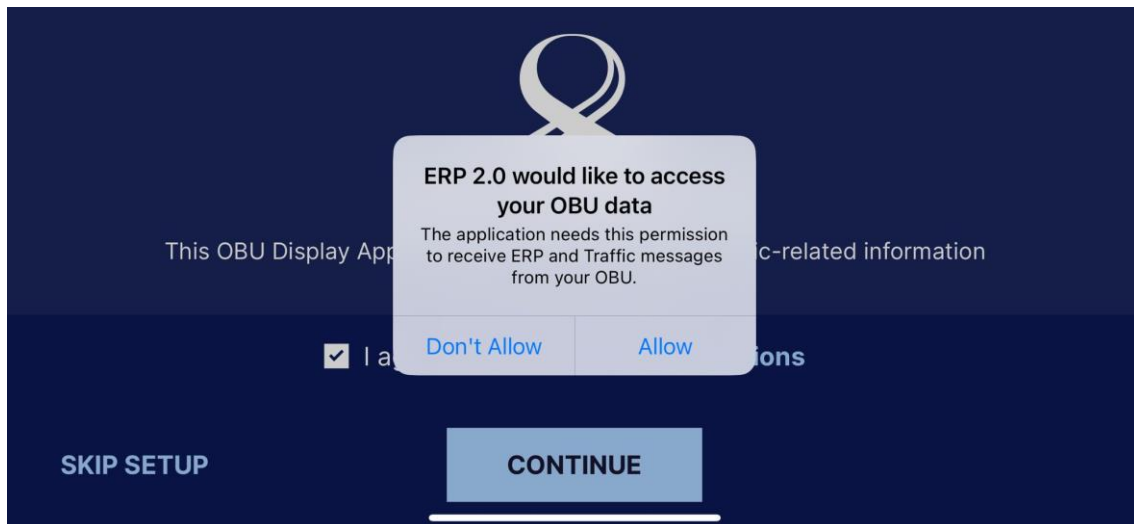 ERP 2.0 would like to access
your OBU data
The application needs this permission
to receive ERP and Traffic messages
from your OBU.
This OBU Display App
c-related information
Don't Allow
Allow
I a
ions
SKIP SETUP
CONTINUE